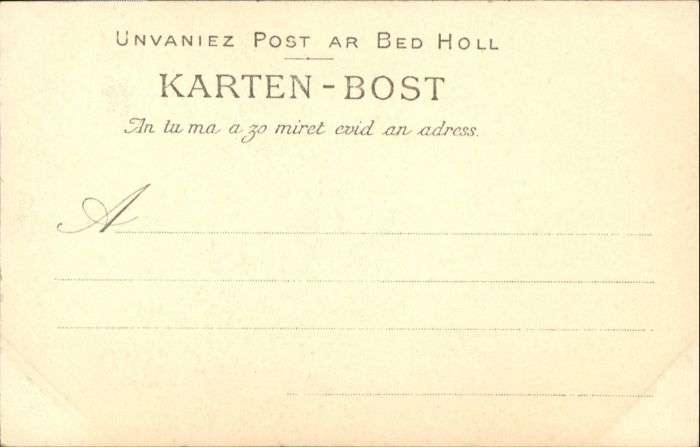 UNVANIEZ POST AR BED HOLL
KARTEN-BOST
An tu ma a zo miret evid an adress.
A